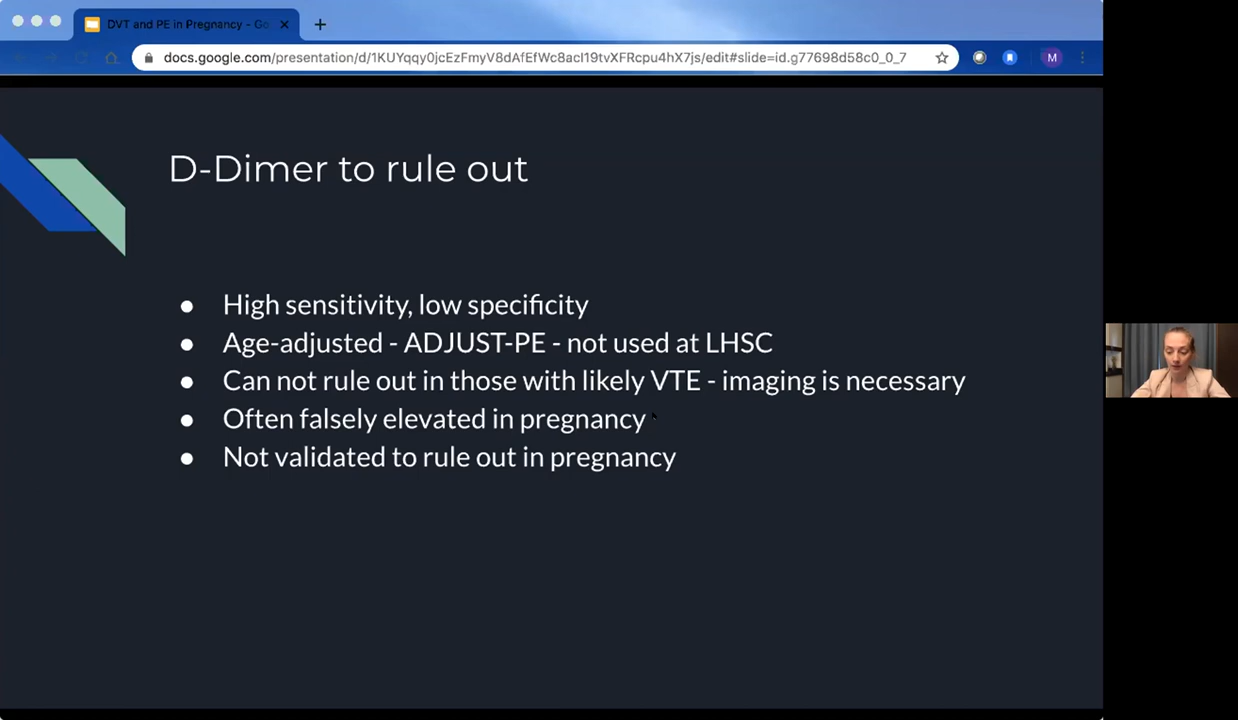 DVT and PE in Pregnancy - Go
docs.google.com/presentation/d/1KUYqqy0jcEzFmyV8dAfEfWc8acI19tvXFRcpu4hX7js/edit#slide=id.g77698d58c0_0_7
M
D-Dimer to rule out
High sensitivity, low specificity
Age-adjusted - ADJUST-PE - not used at LHSC
Can not rule out in those with likely VTE - imaging is necessary
Often falsely elevated in pregnancy
Not validated to rule out in pregnancy